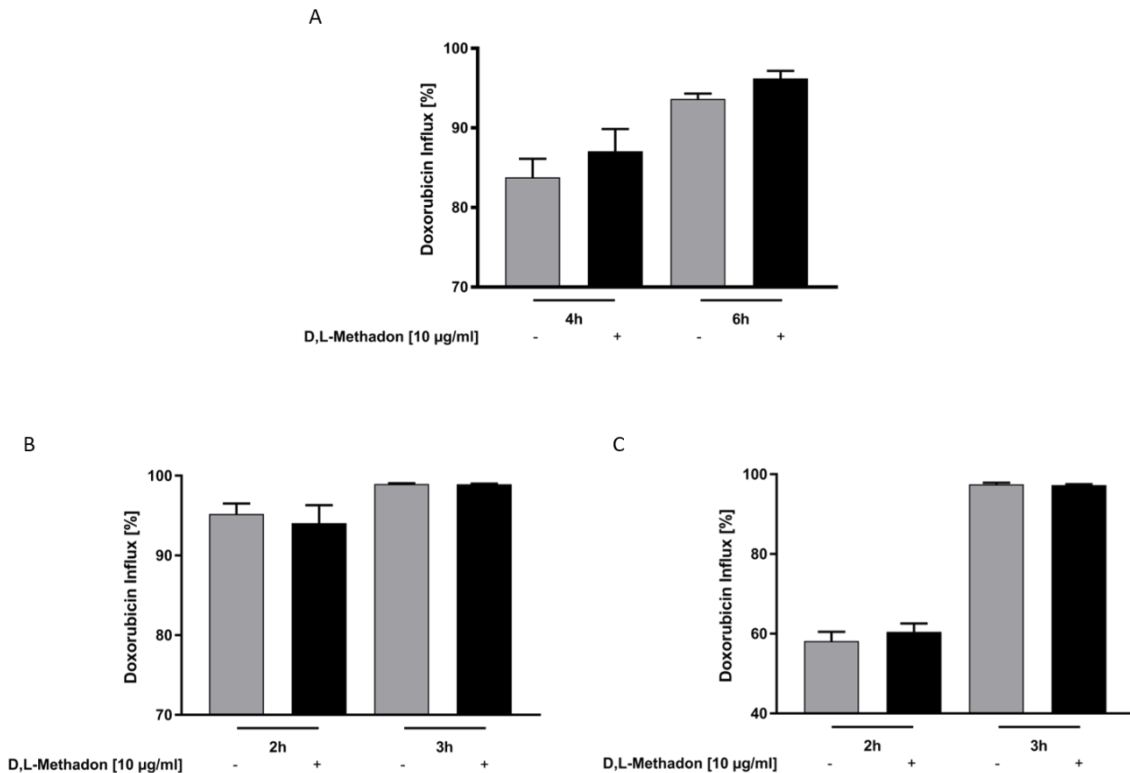 A
Doxorubicin Influx [%]
100
90
80
70
4h
6h
D,L-Methadon [10 µg/ml]
- + - +
B
Doxorubicin Influx [%]
100
90
80
70
2h
3h
D,L-Methadon [10 µg/ml]
- + - +
C
Doxorubicin Influx [%]
100
80
60
40
2h
3h
D,L-Methadon [10 µg/ml]
- + - +